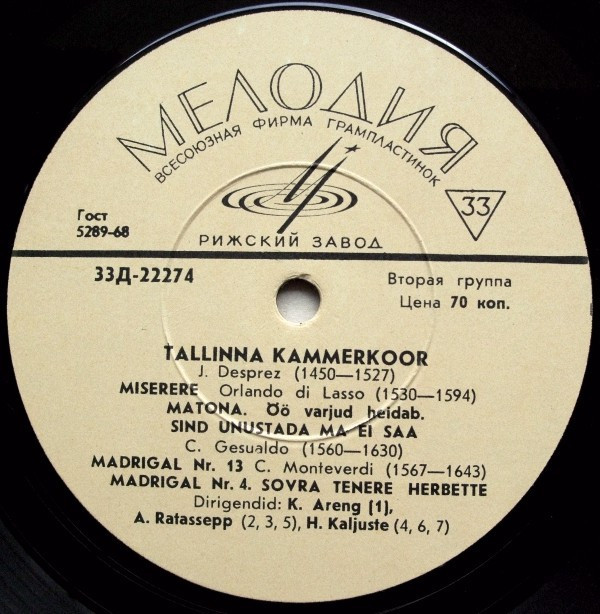 МЕЛОДИЯ
ВСЕСОЮЗНАЯ ФИРМА ГРАМПЛАСТИНОК
33
Гост
5289-68
РИЖСКИЙ ЗАВОД
33Д-22274
Вторая группа
Цена 70 коп.
TALLINNA KAMMERKOOR
J. Desprez (1450—1527)
MISERERE Orlando di Lasso (1530—1594)
MATONA. Öö varjud heidab.
SIND UNUSTADA MA EI SAA
C. Gesualdo (1560—1630)
MADRIGAL Nr. 13 C. Monteverdi (1567—1643)
MADRIGAL Nr. 4. SOVRA TENERE HERBETTE
Dirigendid: K. Areng (1),
A. Ratassepp (2, 3, 5), H. Kaljuste (4, 6, 7)